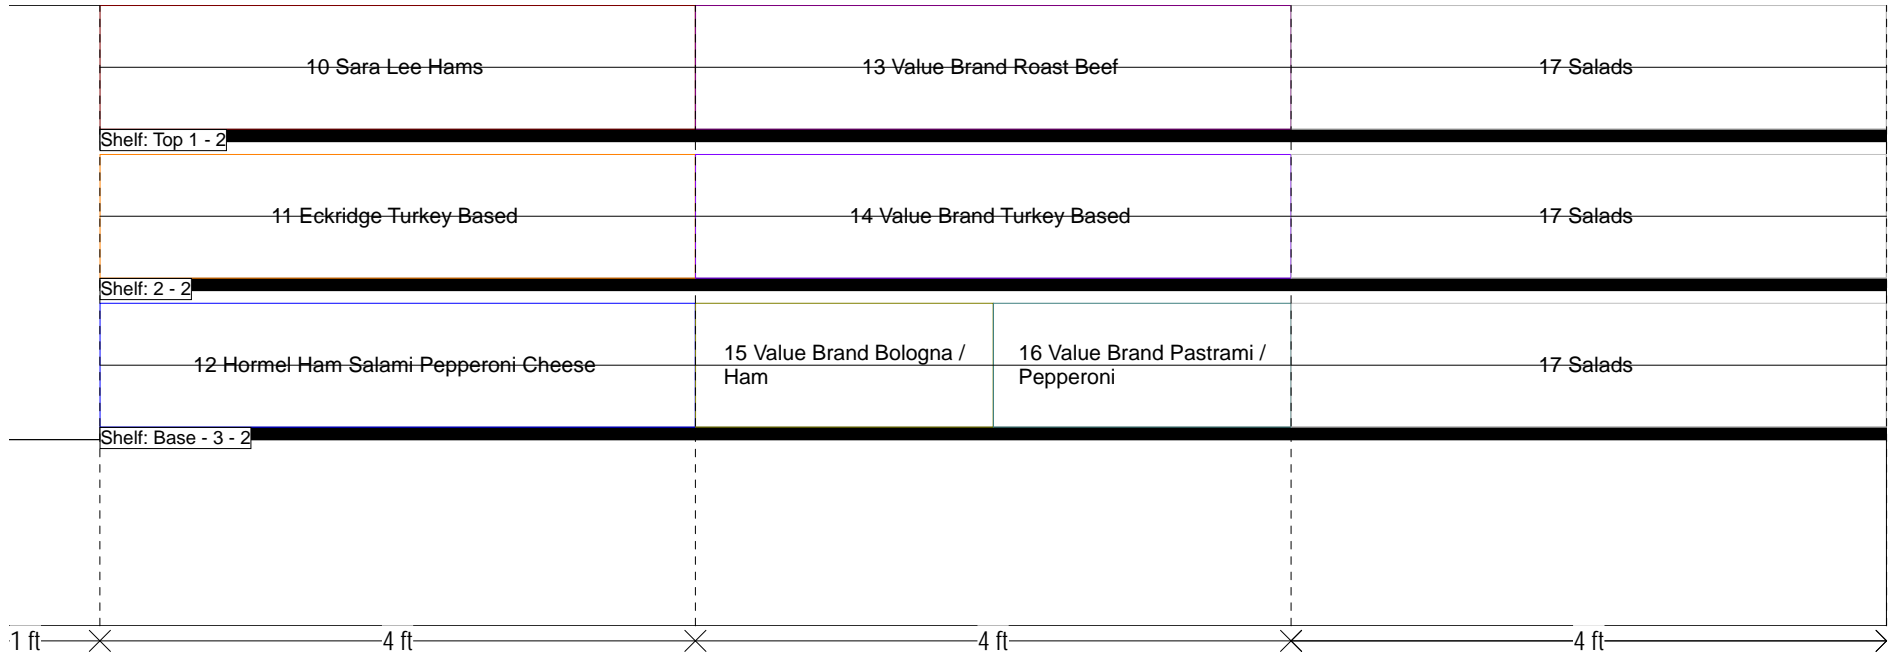 10 Sara Lee Hams
13 Value Brand Roast Beef
17 Salads
Shelf: Top 1 - 2
11 Eckridge Turkey Based
14 Value Brand Turkey Based
17 Salads
Shelf: 2 - 2
12 Hormel Ham Salami Pepperoni Cheese
15 Value Brand Bologna /
Ham
16 Value Brand Pastrami /
Pepperoni
17 Salads
Shelf: Base - 3 - 2
1 ft
4 ft
4 ft
4 ft